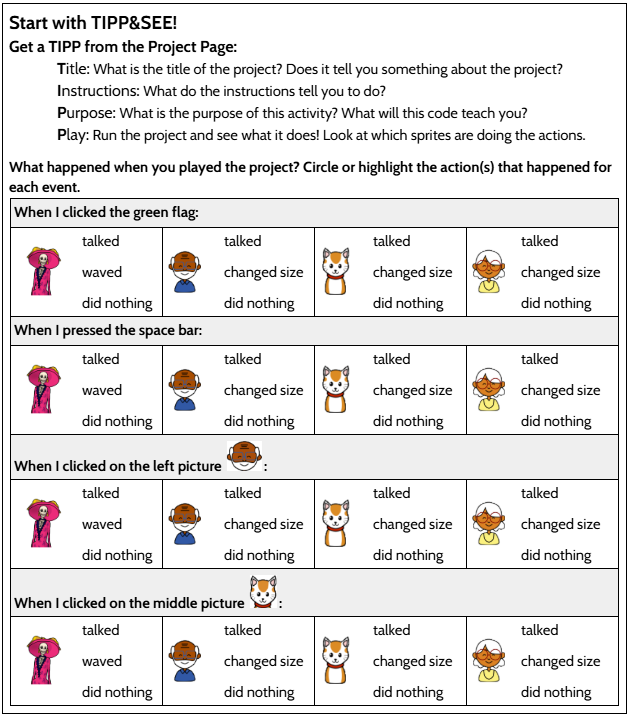 Start with TIPP&SEE!
Get a TIPP from the Project Page:
Title: What is the title of the project? Does it tell you something about the project?
Instructions: What do the instructions tell you to do?
Purpose: What is the purpose of this activity? What will this code teach you?
Play: Run the project and see what it does! Look at which sprites are doing the actions.
What happened when you played the project? Circle or highlight the action(s) that happened for
each event.
When I clicked the green flag:
talked talked talked talked
waved changed size changed size changed size
did nothing did nothing did nothing did nothing
When I pressed the space bar:
talked talked talked talked
waved changed size changed size changed size
did nothing did nothing did nothing did nothing
When I clicked on the left picture :
talked talked talked talked
waved changed size changed size changed size
did nothing did nothing did nothing did nothing
When I clicked on the middle picture :
talked talked talked talked
waved changed size changed size changed size
did nothing did nothing did nothing did nothing